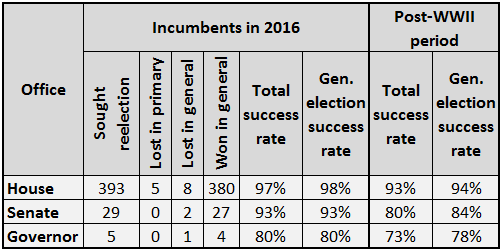 Office
Incumbents in 2016
Post-WWII
period
Sought
reelection
Lost in primary
Lost in general
Won in general
Total
success
rate
Gen.
election
success
rate
Total
success
rate
Gen.
election
success
rate
House 393 5 8 380 97% 98% 93% 94%
Senate 29 0 2 27 93% 93% 80% 84%
Governor 5 0 1 4 80% 80% 73% 78%